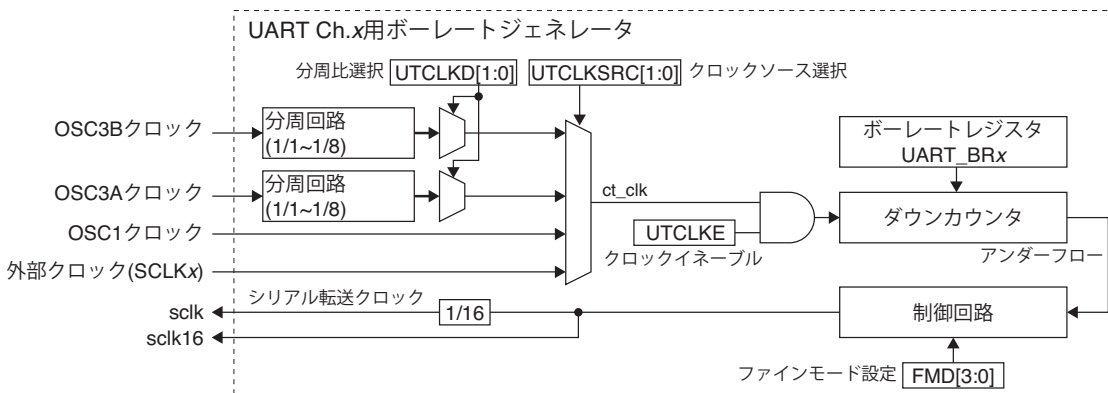 UART Ch.x用ボーレートジェネレータ
分周比選択 UTCLKD[1:0] UTCLKSRC[1:0] クロックソース選択
OSC3Bクロック
分周回路
(1/1~1/8)
ボーレートレジスタ
UART_BRx
OSC3Aクロック
分周回路
(1/1~1/8)
ct_clk
ダウンカウンタ
OSC1クロック
UTCLKE
クロックイネーブル
アンダーフロー
外部クロック(SCLKx)
シリアル転送クロック
sclk
1/16
制御回路
sclk16
ファインモード設定 FMD[3:0]